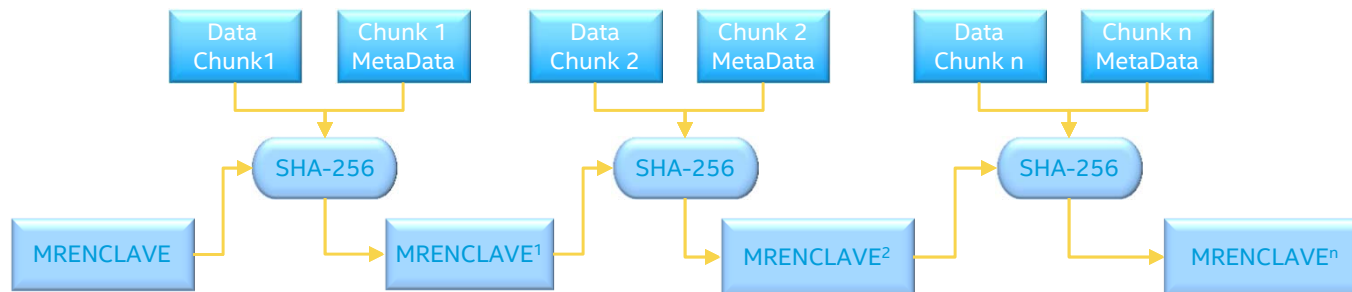 Data
Chunk1
Chunk 1
MetaData
Data
Chunk 2
Chunk 2
MetaData
Data
Chunk n
Chunk n
MetaData
SHA-256
SHA-256
SHA-256
MRENCLAVE
MRENCLAVE¹
MRENCLAVE²
MRENCLAVEⁿ